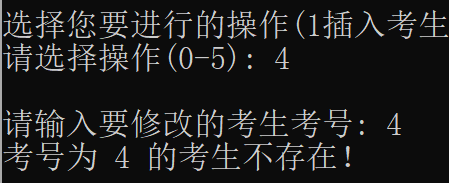 选择您要进行的操作(1插入考生
请选择操作(0-5): 4
请输入要修改的考生考号: 4
考号为 4 的考生不存在!